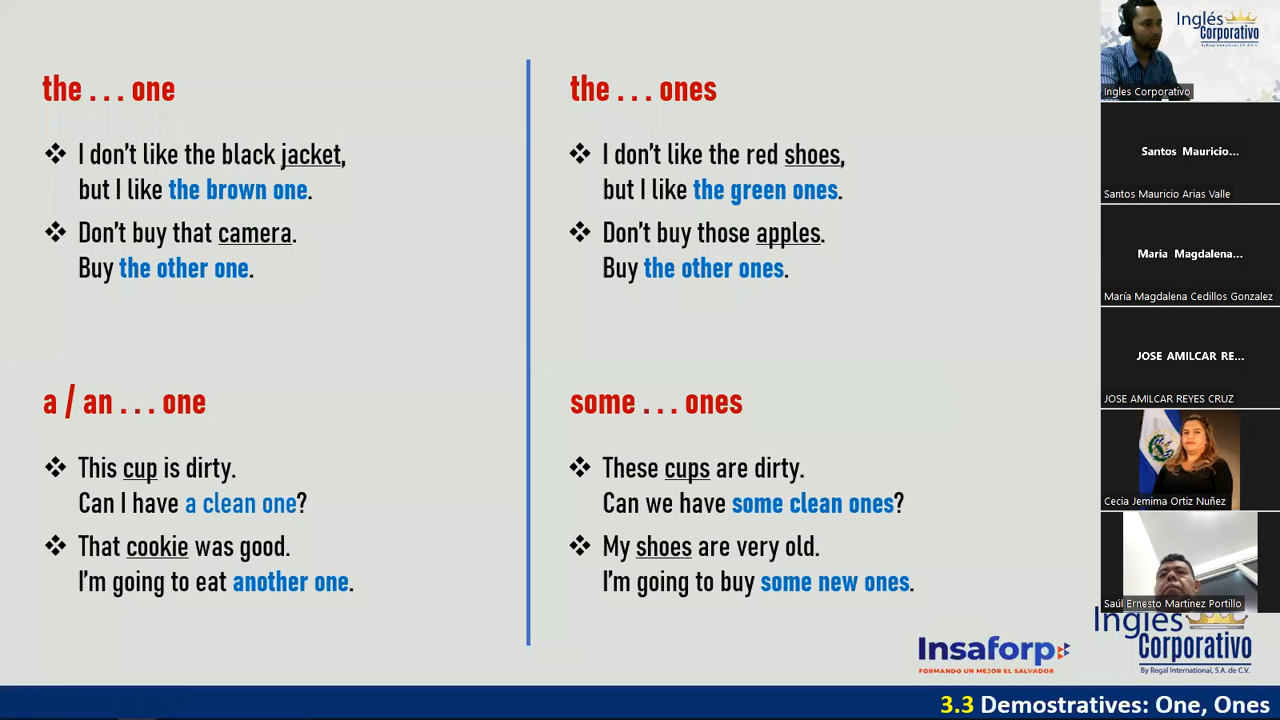 the . . . one
❖ I don't like the black jacket,
but I like the brown one.
❖ Don't buy that camera.
Buy the other one.
the . . . ones
❖ I don't like the red shoes,
but I like the green ones.
❖ Don't buy those apples.
Buy the other ones.
a / an . . . one
❖ This cup is dirty.
Can I have a clean one?
❖ That cookie was good.
I'm going to eat another one.
some . . . ones
❖ These cups are dirty.
Can we have some clean ones?
❖ My shoes are very old.
I'm going to buy some new ones.
Insaforp
FORMANDO UN MEJOR EL SALVADOR
Inglés
Corporativo
By Regal International, S.A. de C.V.
3.3 Demostratives: One, Ones
Inglés
Corporativo
By Regal International, S.A. de C.V.
Ingles Corporativo
Santos Mauricio...
Santos Mauricio Arias Valle
María Magdalena...
María Magdalena Cedillos Gonzalez
JOSE AMILCAR RE...
JOSE AMILCAR REYES CRUZ
Cecia Jemima Ortiz Nuñez
Saúl Ernesto Martinez Portillo